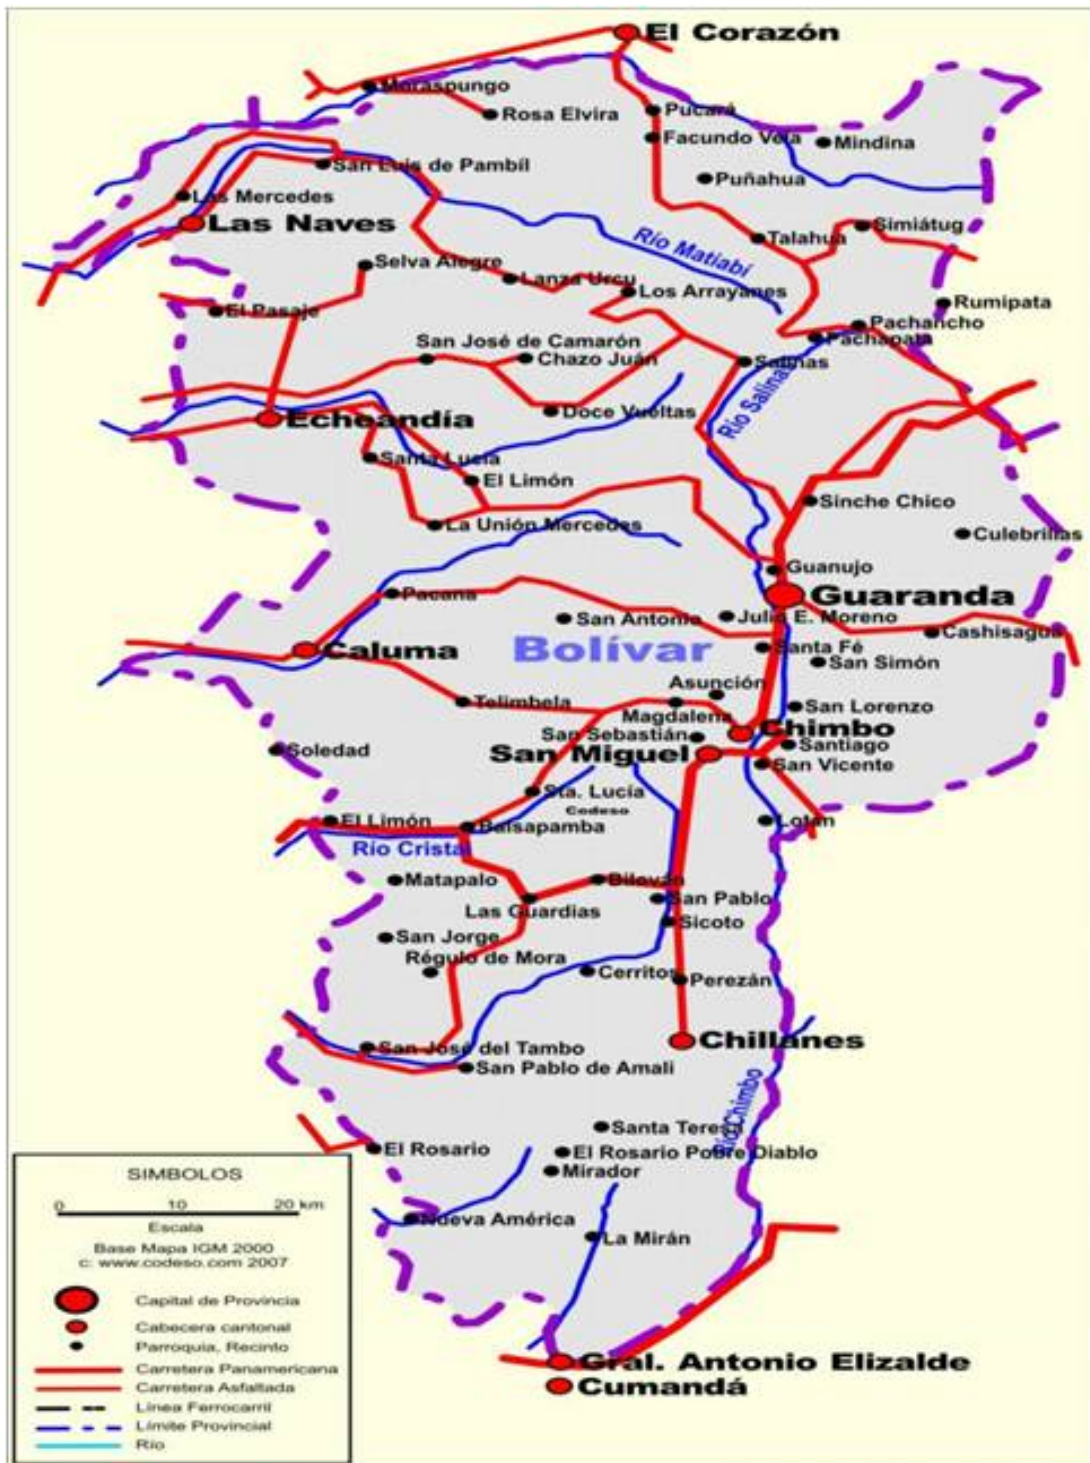 El Corazón
Moraspungo
Rosa Elvira
Pucará
Facundo Vela
Mindina
San Luis de Pambíl
Puñahua
Las Mercedes
Las Naves
Simiátug
Talahua
Río Matiabí
Selva Alegre
Lanza Urcu
Los Arrayanes
Rumipata
El Pasaje
Pachancho
Pachapata
San José de Camarón
Chazo Juán
Salinas
Río Salinas
Echeandía
Doce Vueltas
Santa Lucía
El Limón
Sinche Chico
La Unión Mercedes
Culebrillas
Guanujo
Pacana
Guaranda
San Antonio
Julio E. Moreno
Cashisagua
Bolívar
Santa Fé
Caluma
San Simón
Asunción
Telimbela
Magdalena
San Lorenzo
Chimbo
San Sebastián
Santiago
Soledad
San Miguel
San Vicente
Sta. Lucía
Codeso
El Limón
Balsapamba
Lotán
Río Cristal
Matapalo
Bilován
Las Guardias
San Pablo
Sicoto
San Jorge
Régulo de Mora
Cerritos
Perezán
San José del Tambo
Chillanes
San Pablo de Amali
Río Chimbo
Santa Teresa
El Rosario
El Rosario Pobre Diablo
Mirador
Nueva América
La Mirán
Gral. Antonio Elizalde
Cumandá
SIMBOLOS
0 10 20 km
Escala
Base Mapa IGM 2000
c: www.codeso.com 2007
Capital de Provincia
Cabecera cantonal
Parroquia, Recinto
Carretera Panamericana
Carretera Asfaltada
Línea Ferrocarril
Límite Provincial
Río